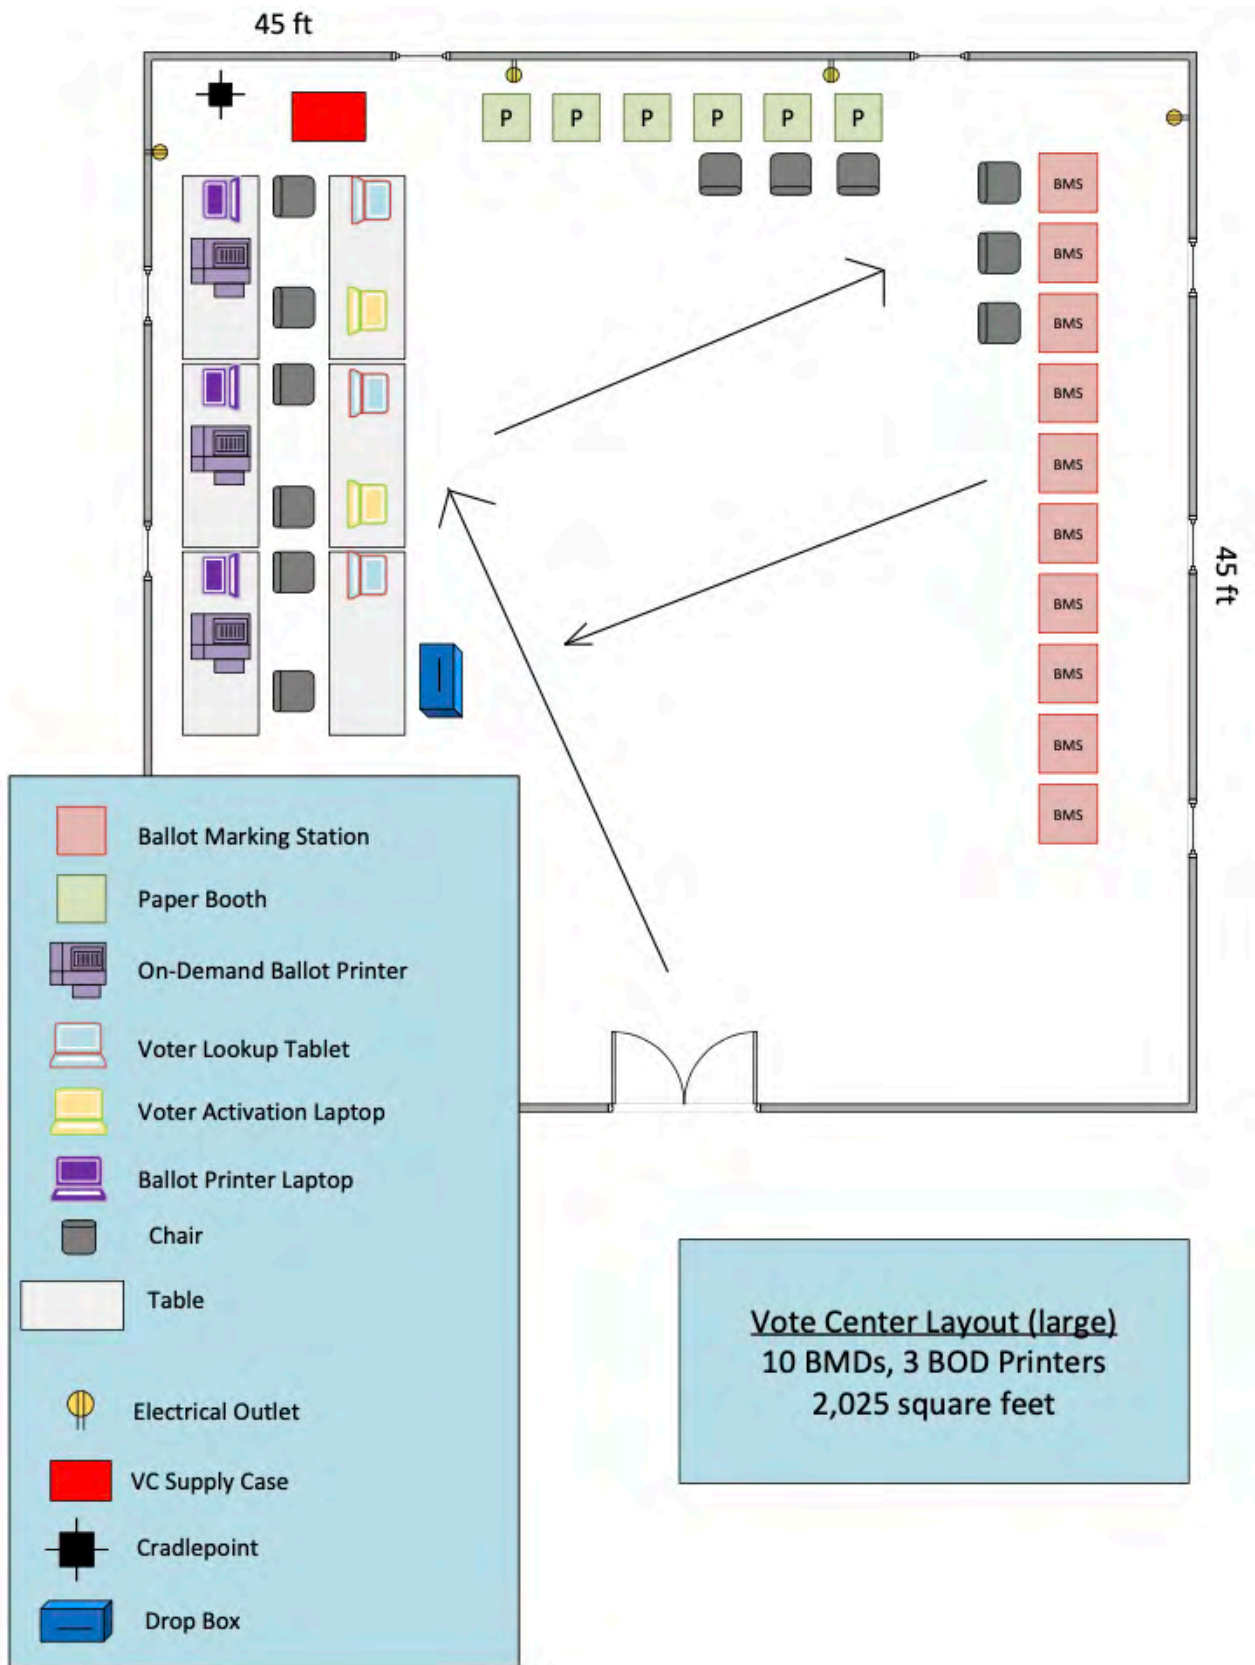 45 ft
P P P P P P
BMS
BMS
BMS
BMS
BMS
BMS
BMS
BMS
BMS
BMS
45 ft
Ballot Marking Station
Paper Booth
On-Demand Ballot Printer
Voter Lookup Tablet
Voter Activation Laptop
Ballot Printer Laptop
Chair
Table
Electrical Outlet
VC Supply Case
Cradlepoint
Drop Box
Vote Center Layout (large)
10 BMDs, 3 BOD Printers
2,025 square feet